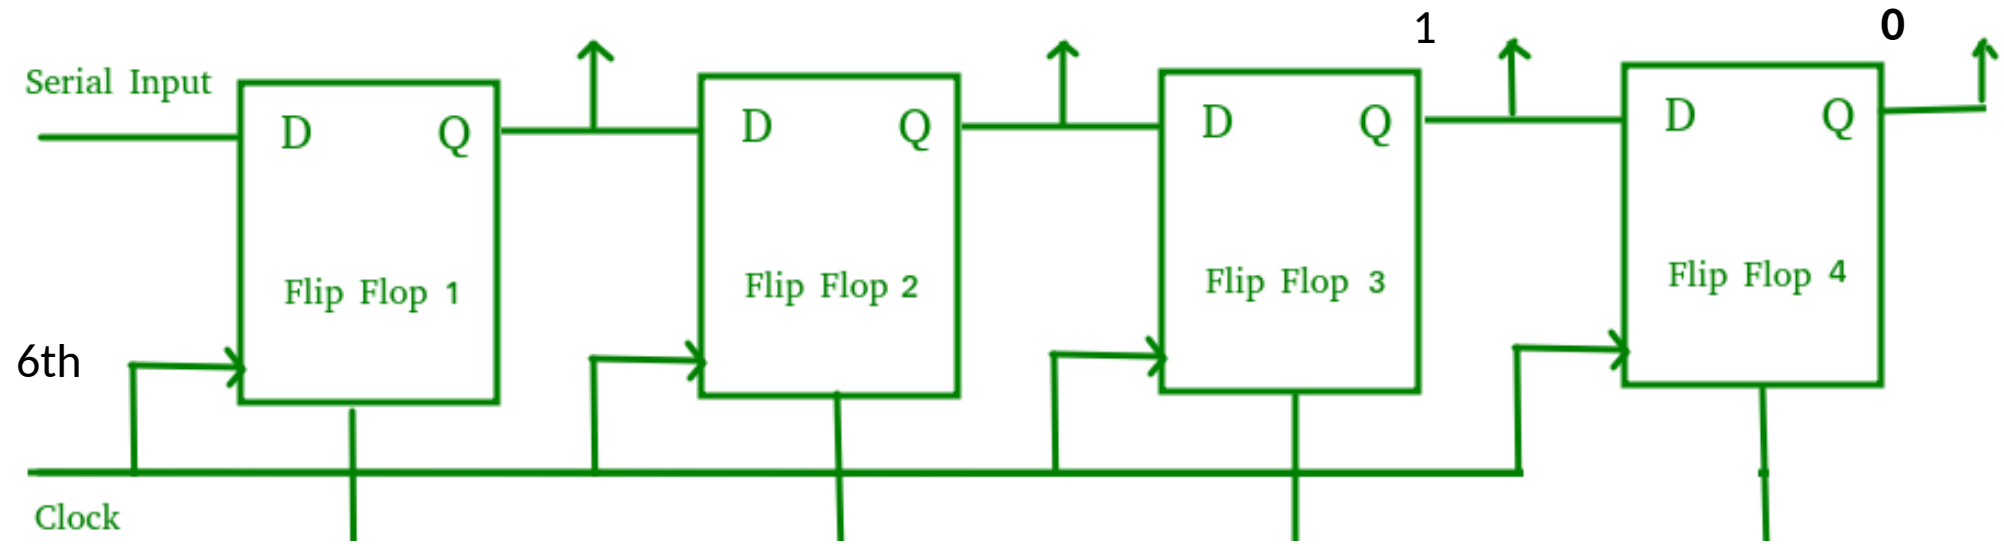 1 0
Serial Input
D Q D Q D Q D Q
Flip Flop 1 Flip Flop 2 Flip Flop 3 Flip Flop 4
6th
Clock